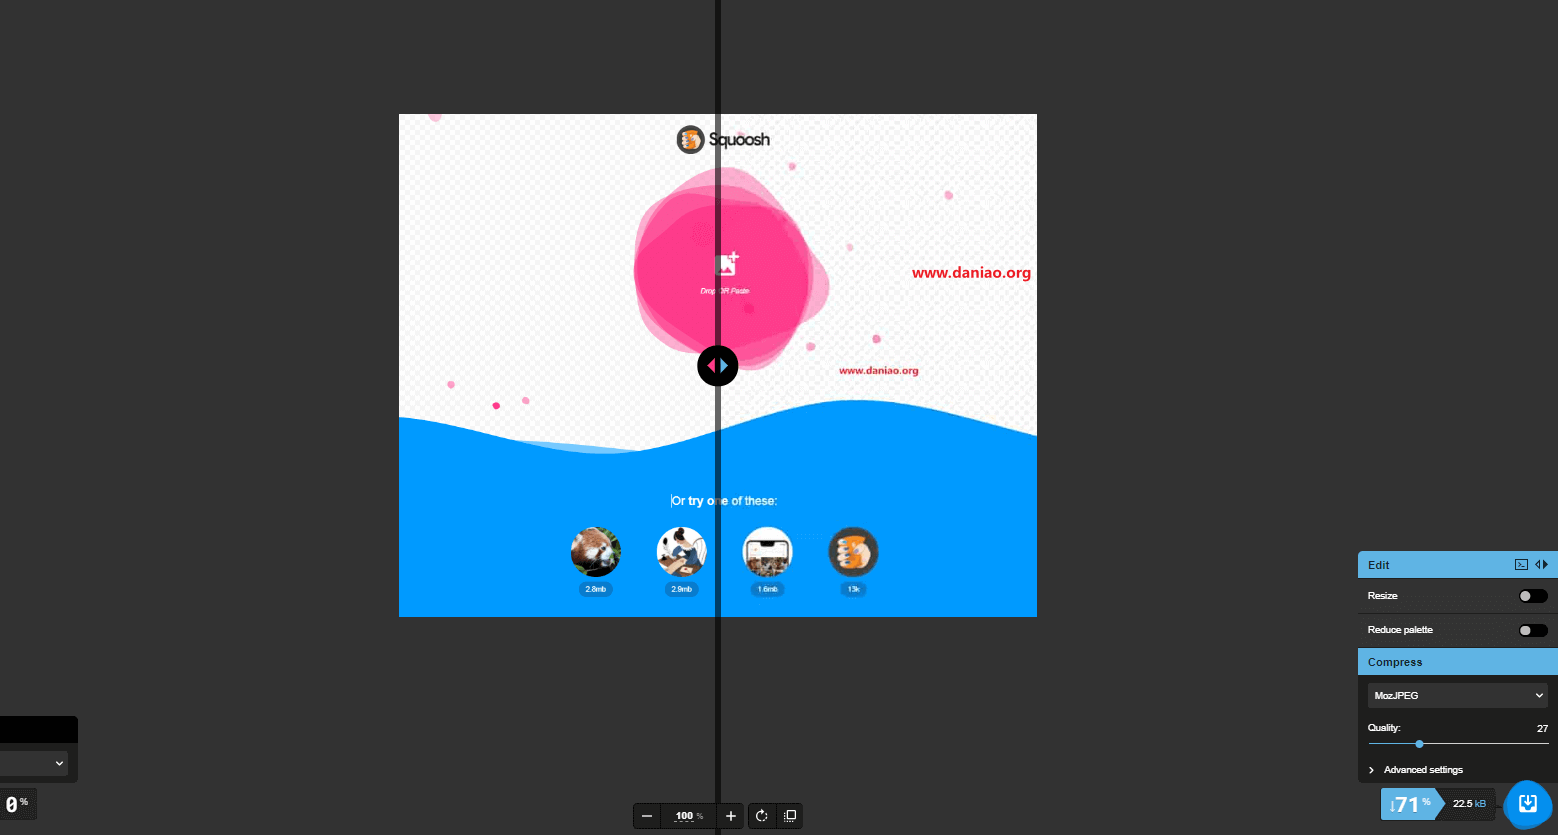 Squoosh
www.daniao.org
Drop OR Paste
www.daniao.org
Or try one of these:
2.8mb
2.9mb
1.6mb
13k
Edit
Resize
Reduce palette
Compress
MozJPEG
Quality: 27
Advanced settings
0 %
100 %
↓71 % 22.5 kB